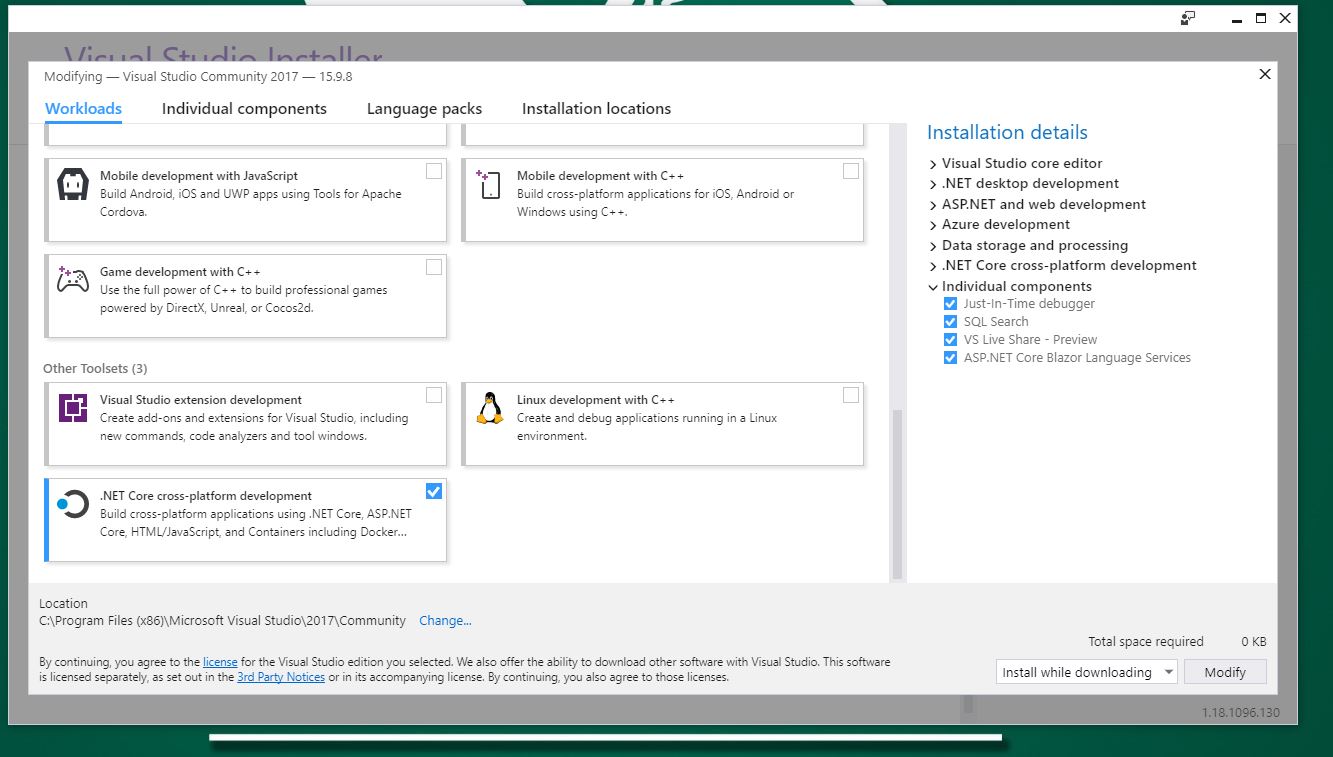 Visual Studio Installer
Modifying — Visual Studio Community 2017 — 15.9.8
Workloads
Individual components
Language packs
Installation locations
Mobile development with JavaScript
Build Android, iOS and UWP apps using Tools for Apache
Cordova.
Mobile development with C++
Build cross-platform applications for iOS, Android or
Windows using C++.
Game development with C++
Use the full power of C++ to build professional games
powered by DirectX, Unreal, or Cocos2d.
Other Toolsets (3)
Visual Studio extension development
Create add-ons and extensions for Visual Studio, including
new commands, code analyzers and tool windows.
Linux development with C++
Create and debug applications running in a Linux
environment.
.NET Core cross-platform development
Build cross-platform applications using .NET Core, ASP.NET
Core, HTML/JavaScript, and Containers including Docker...
Installation details
Visual Studio core editor
.NET desktop development
ASP.NET and web development
Azure development
Data storage and processing
.NET Core cross-platform development
Individual components
Just-In-Time debugger
SQL Search
VS Live Share - Preview
ASP.NET Core Blazor Language Services
Location
C:\Program Files (x86)\Microsoft Visual Studio\2017\Community Change...
Total space required 0 KB
By continuing, you agree to the license for the Visual Studio edition you selected. We also offer the ability to download other software with Visual Studio. This software
is licensed separately, as set out in the 3rd Party Notices or in its accompanying license. By continuing, you also agree to those licenses.
Install while downloading
Modify
1.18.1096.130